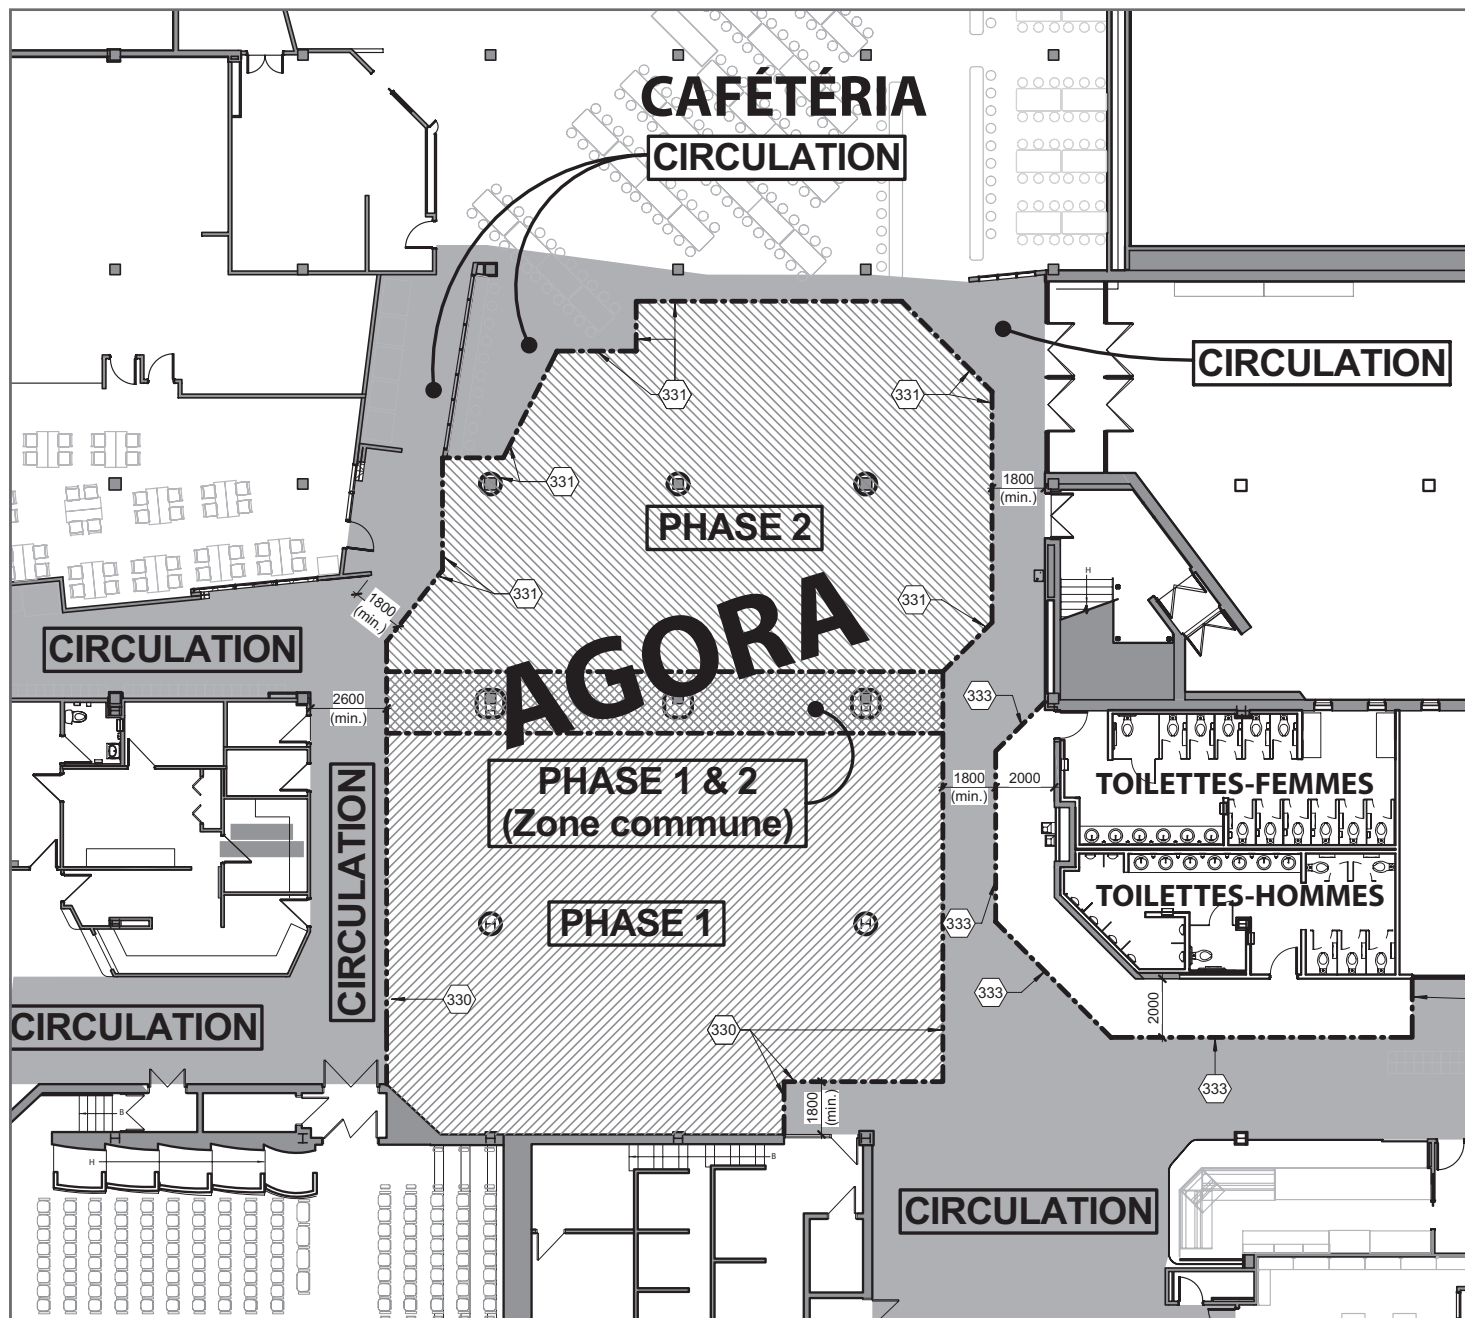 CAFÉTÉRIA
CIRCULATION
CIRCULATION
331
331
331
1800
(min.)
PHASE 2
331
331
1800
(min.)
H
CIRCULATION
AGORA
2600
(min.)
333
PHASE 1 & 2
(Zone commune)
1800
(min.)
2000
TOILETTES-FEMMES
CIRCULATION
TOILETTES-HOMMES
PHASE 1
H
H
333
330
333
CIRCULATION
2000
330
333
1800
(min.)
B
H
B
CIRCULATION